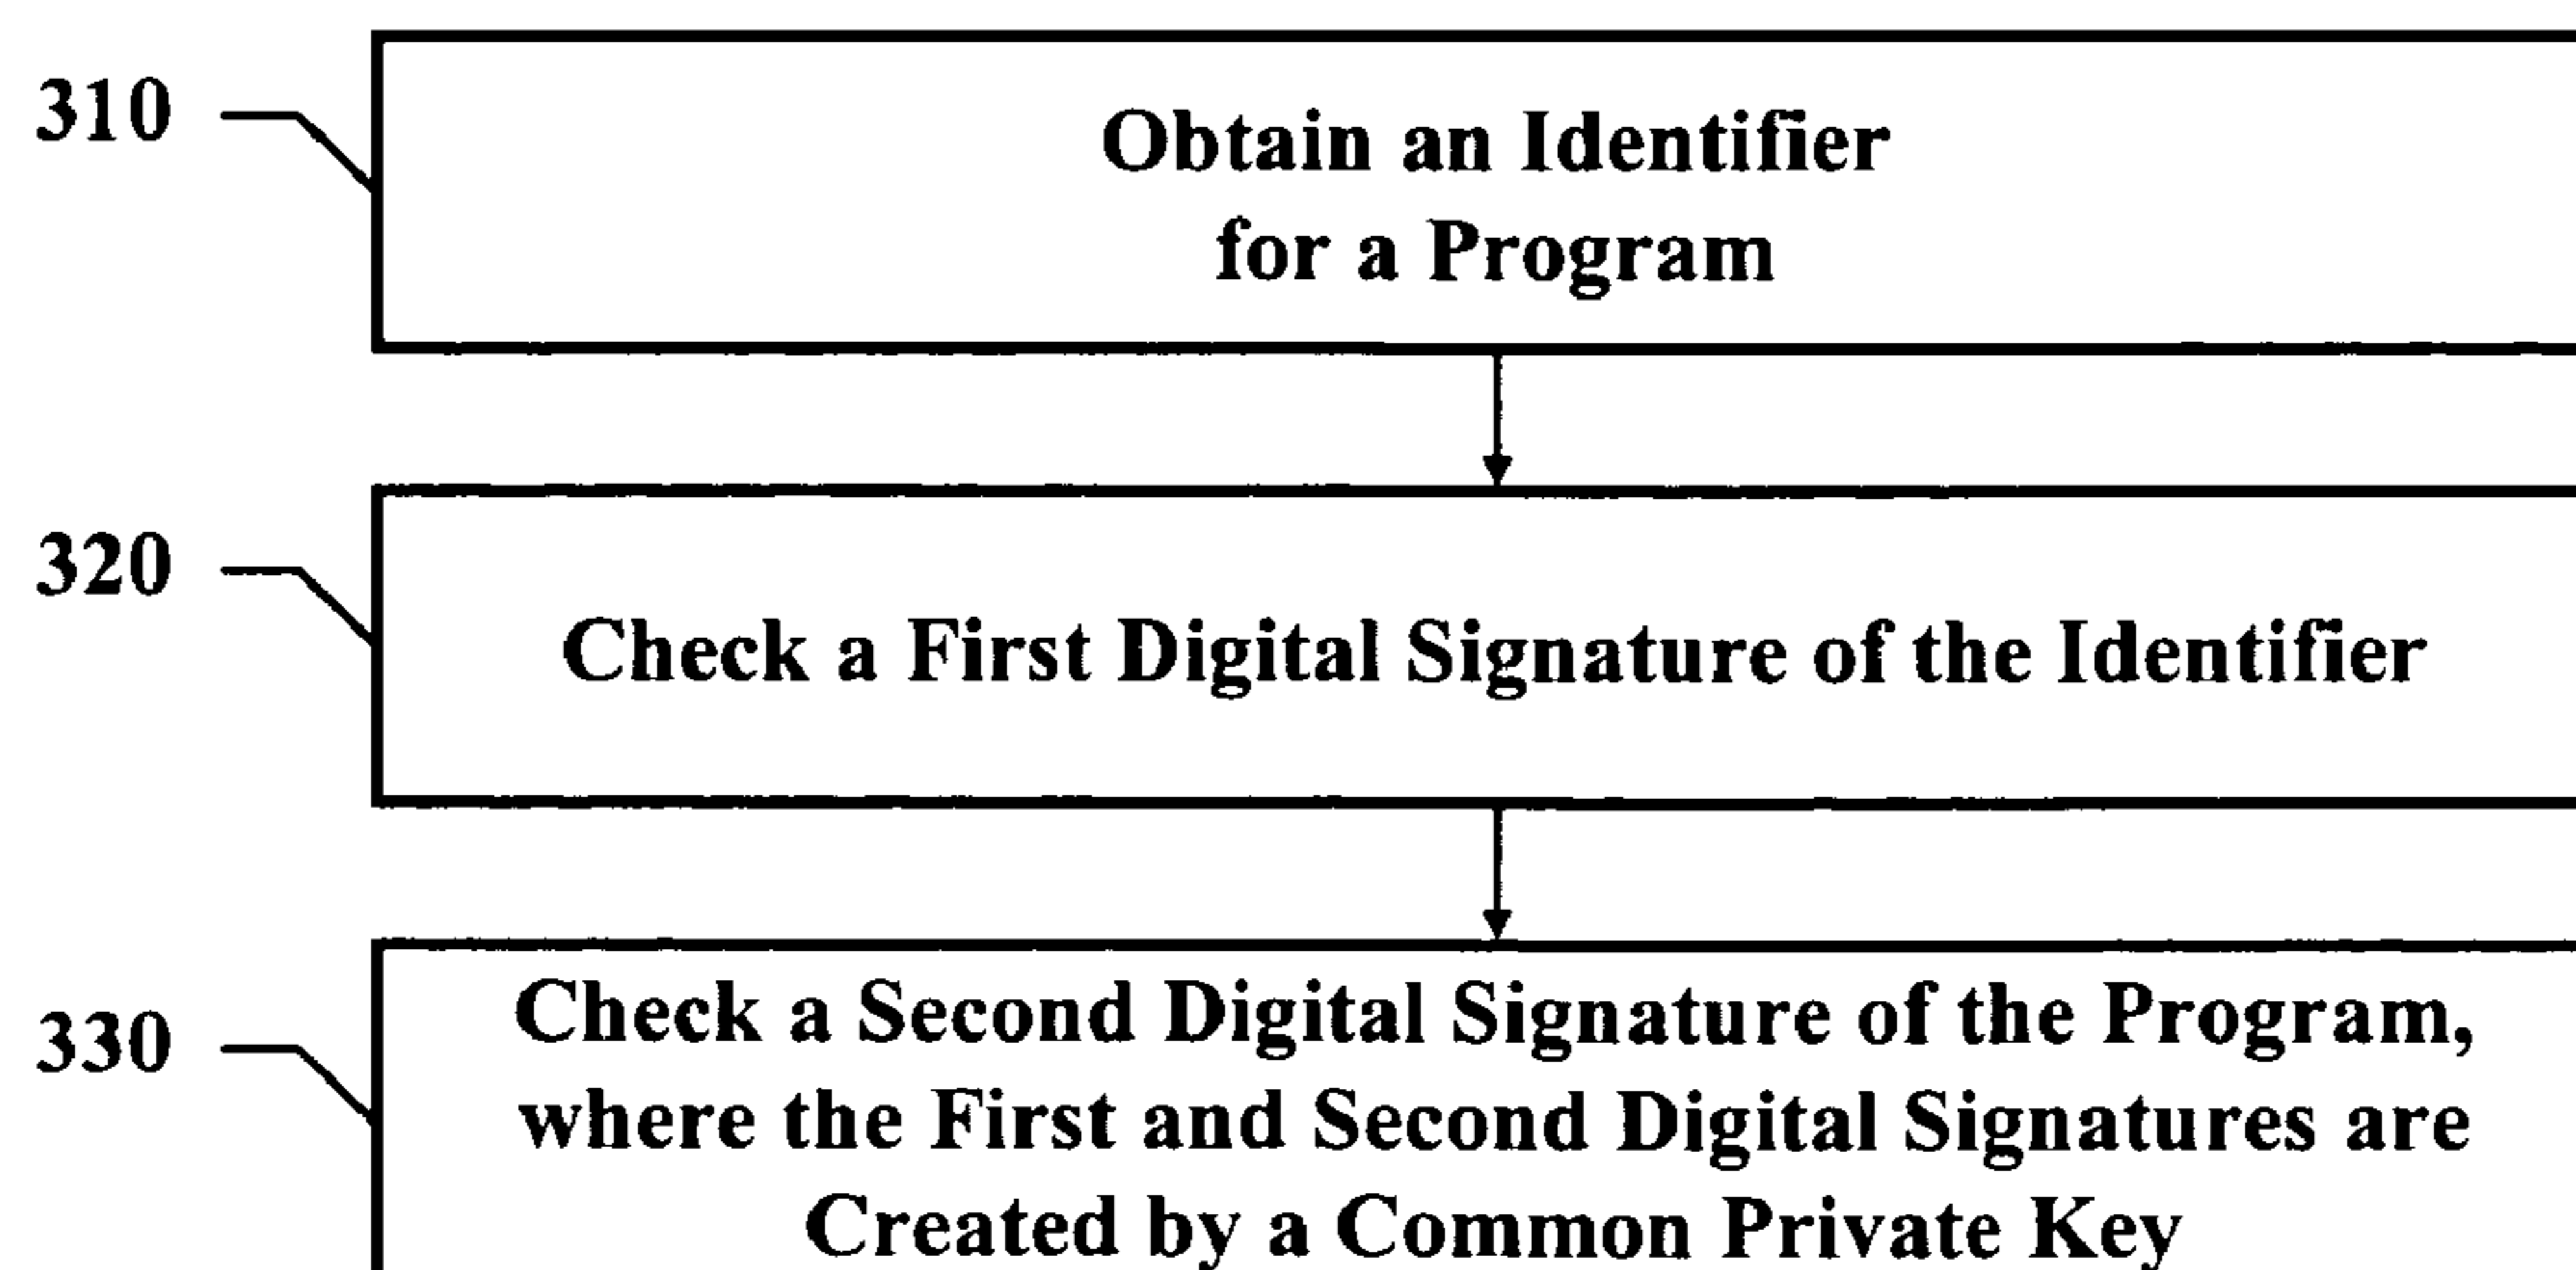 310
Obtain an Identifier
for a Program
320
Check a First Digital Signature of the Identifier
330
Check a Second Digital Signature of the Program,
where the First and Second Digital Signatures are
Created by a Common Private Key